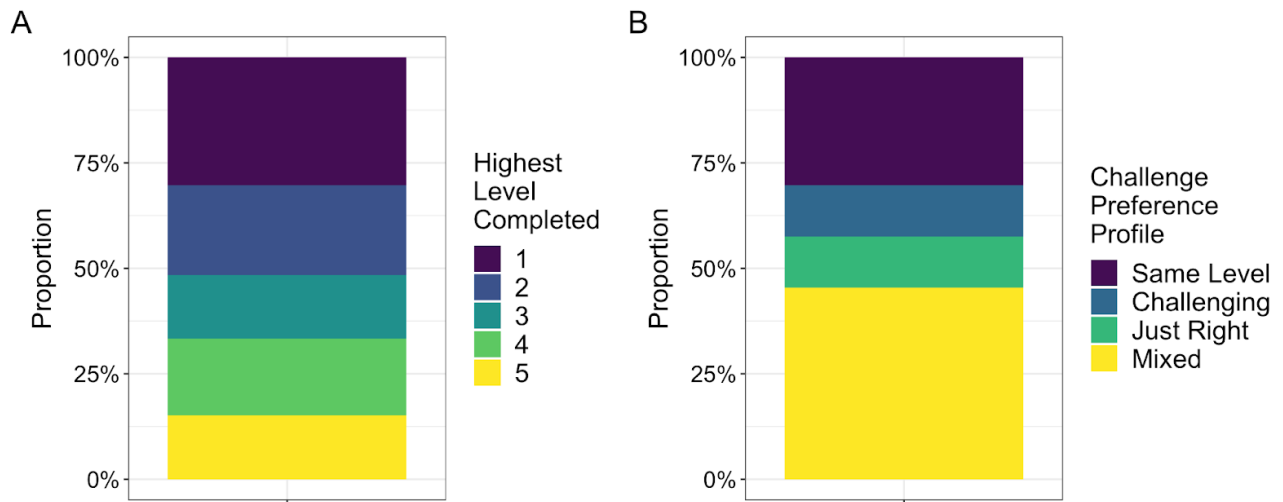 A
Proportion
100%
75%
50%
25%
0%
Highest
Level
Completed
1
2
3
4
5
B
Proportion
100%
75%
50%
25%
0%
Challenge
Preference
Profile
Same Level
Challenging
Just Right
Mixed